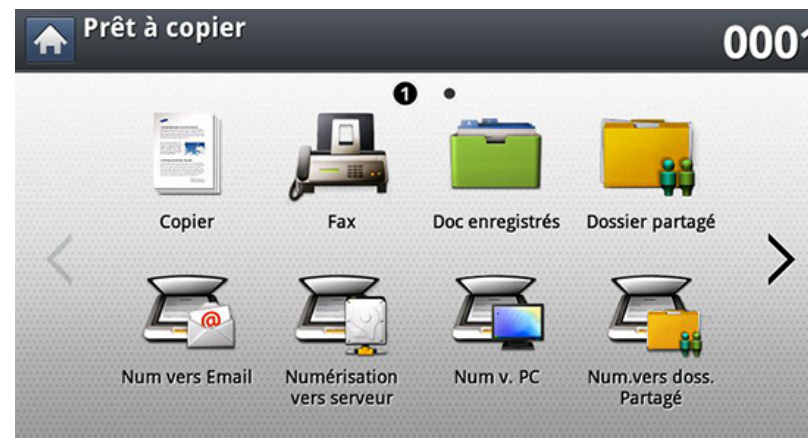 Prêt à copier
0001
1
Copier
Fax
Doc enregistrés
Dossier partagé
Num vers Email
Numérisation
vers serveur
Num v. PC
Num.vers doss.
Partagé